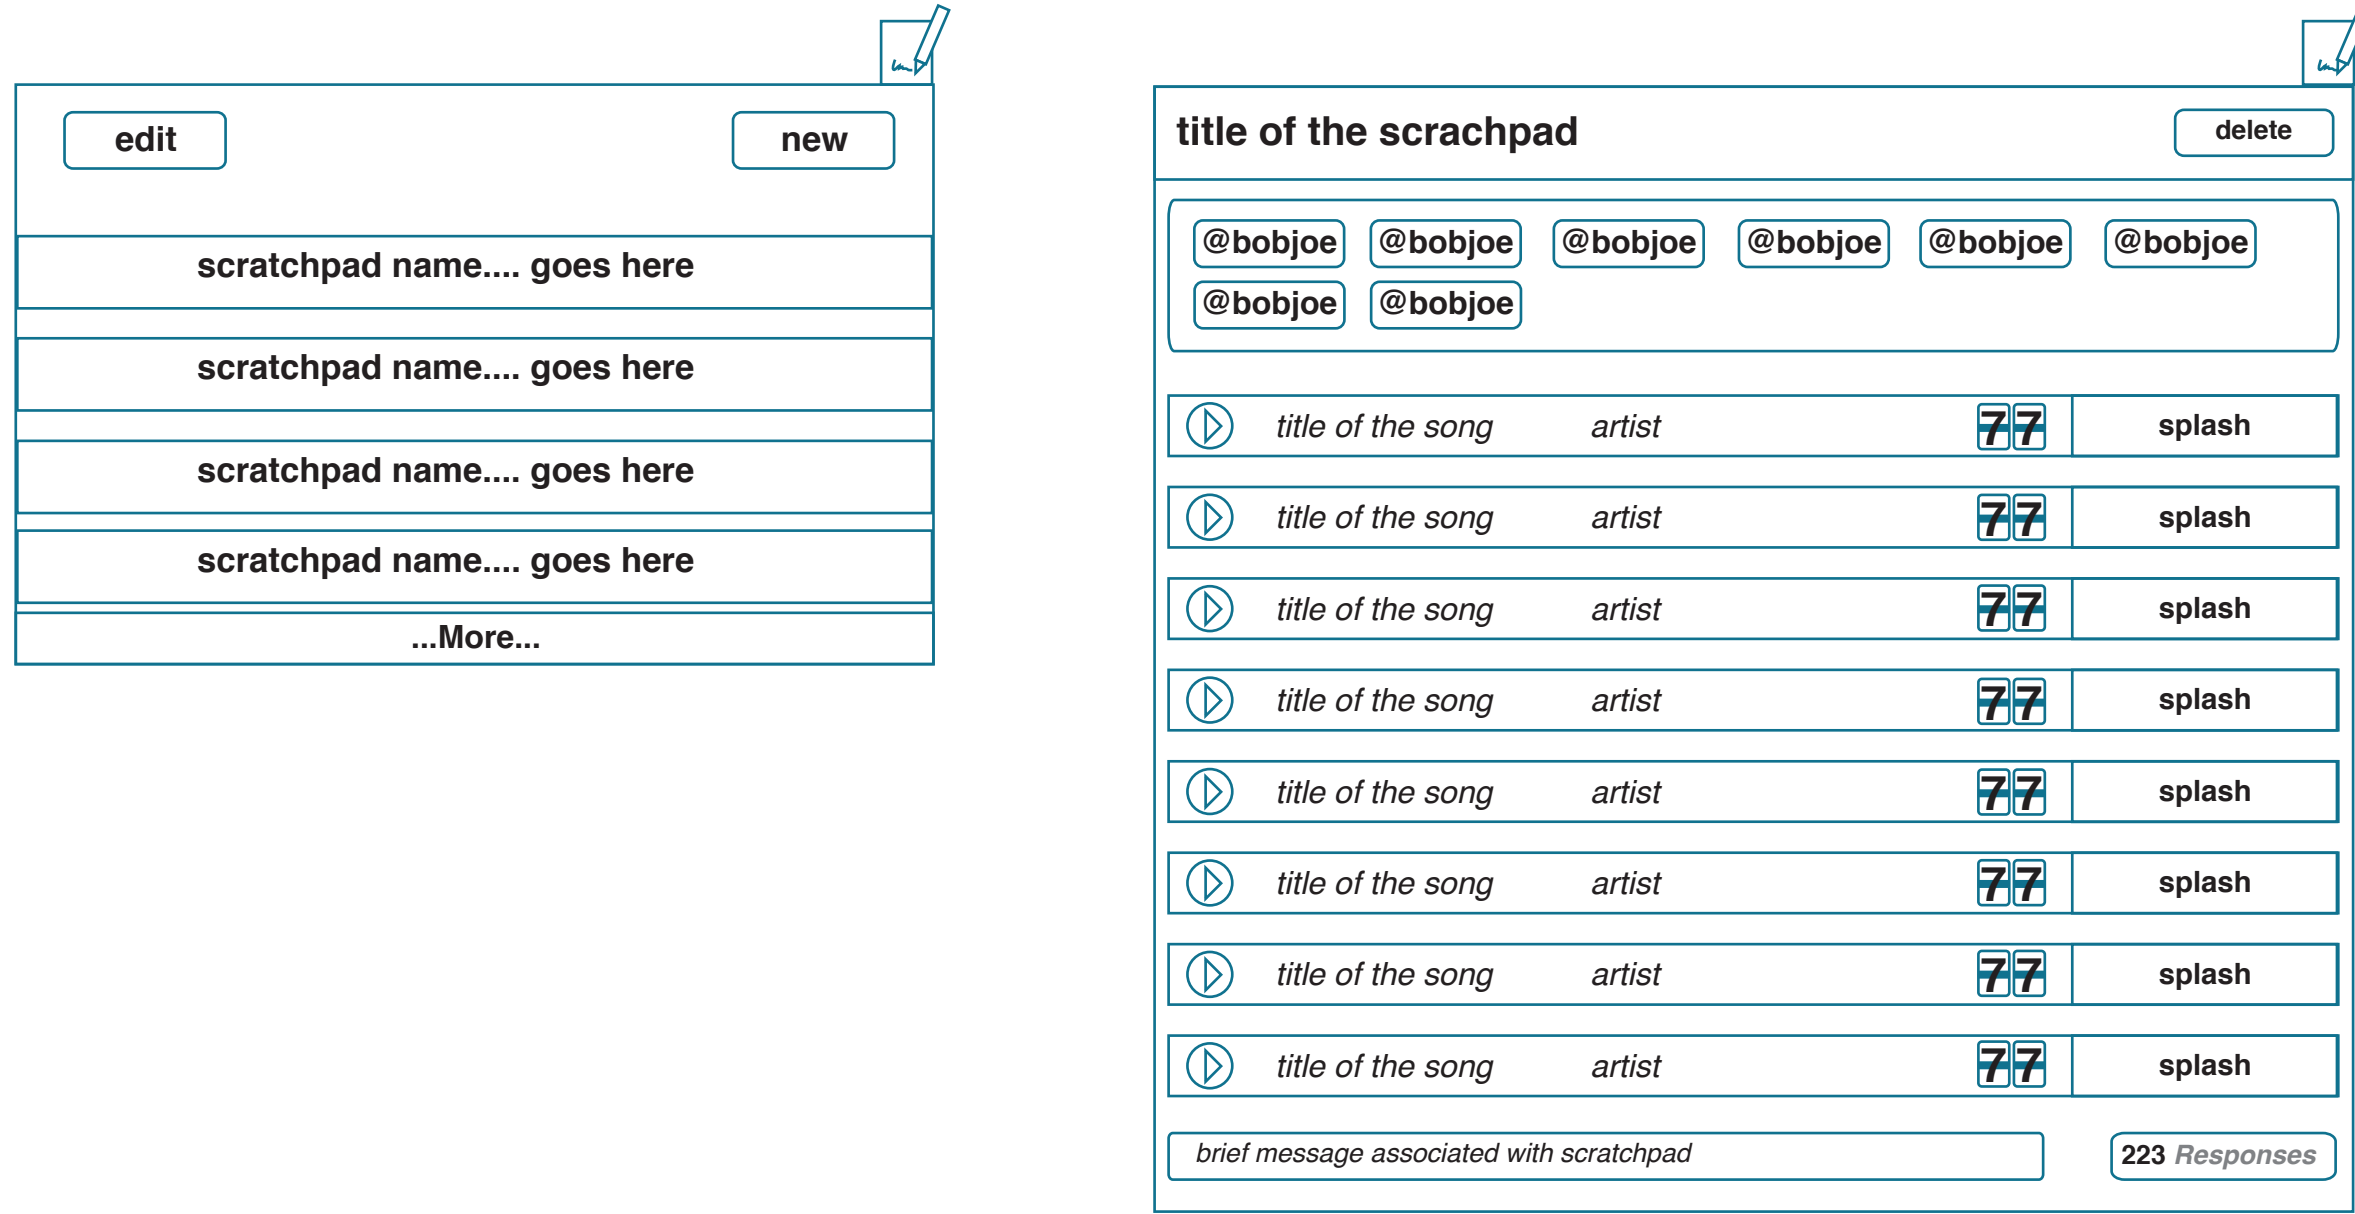 edit
new
scratchpad name.... goes here
scratchpad name.... goes here
scratchpad name.... goes here
scratchpad name.... goes here
...More...
title of the scrachpad
delete
@bobjoe @bobjoe @bobjoe @bobjoe @bobjoe @bobjoe
@bobjoe @bobjoe
title of the song artist 77 splash
title of the song artist 77 splash
title of the song artist 77 splash
title of the song artist 77 splash
title of the song artist 77 splash
title of the song artist 77 splash
title of the song artist 77 splash
title of the song artist 77 splash
brief message associated with scratchpad
223 Responses